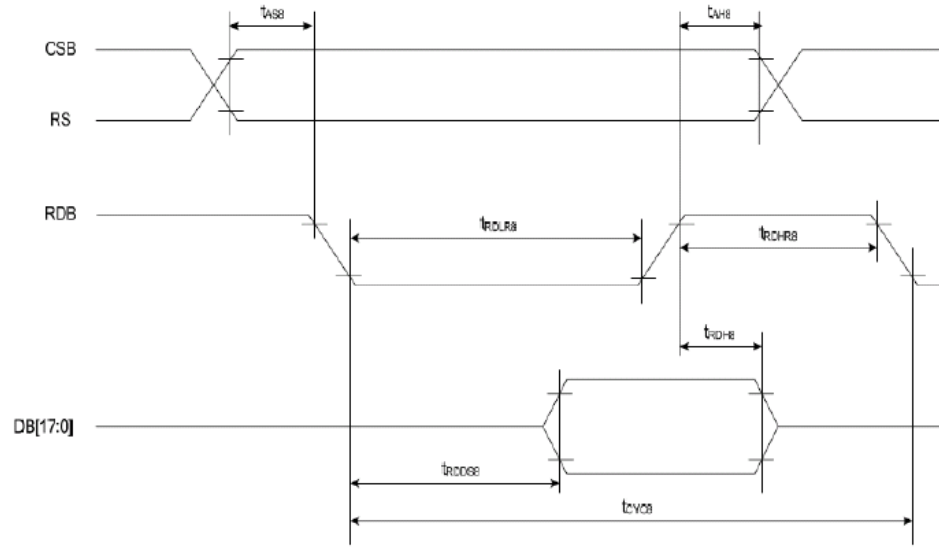 tAS8 tAH8
CSB
RS
RDB
tRDLR8 tRDHR8
tRDH8
DB[17:0]
tRDDS8
tCYC8